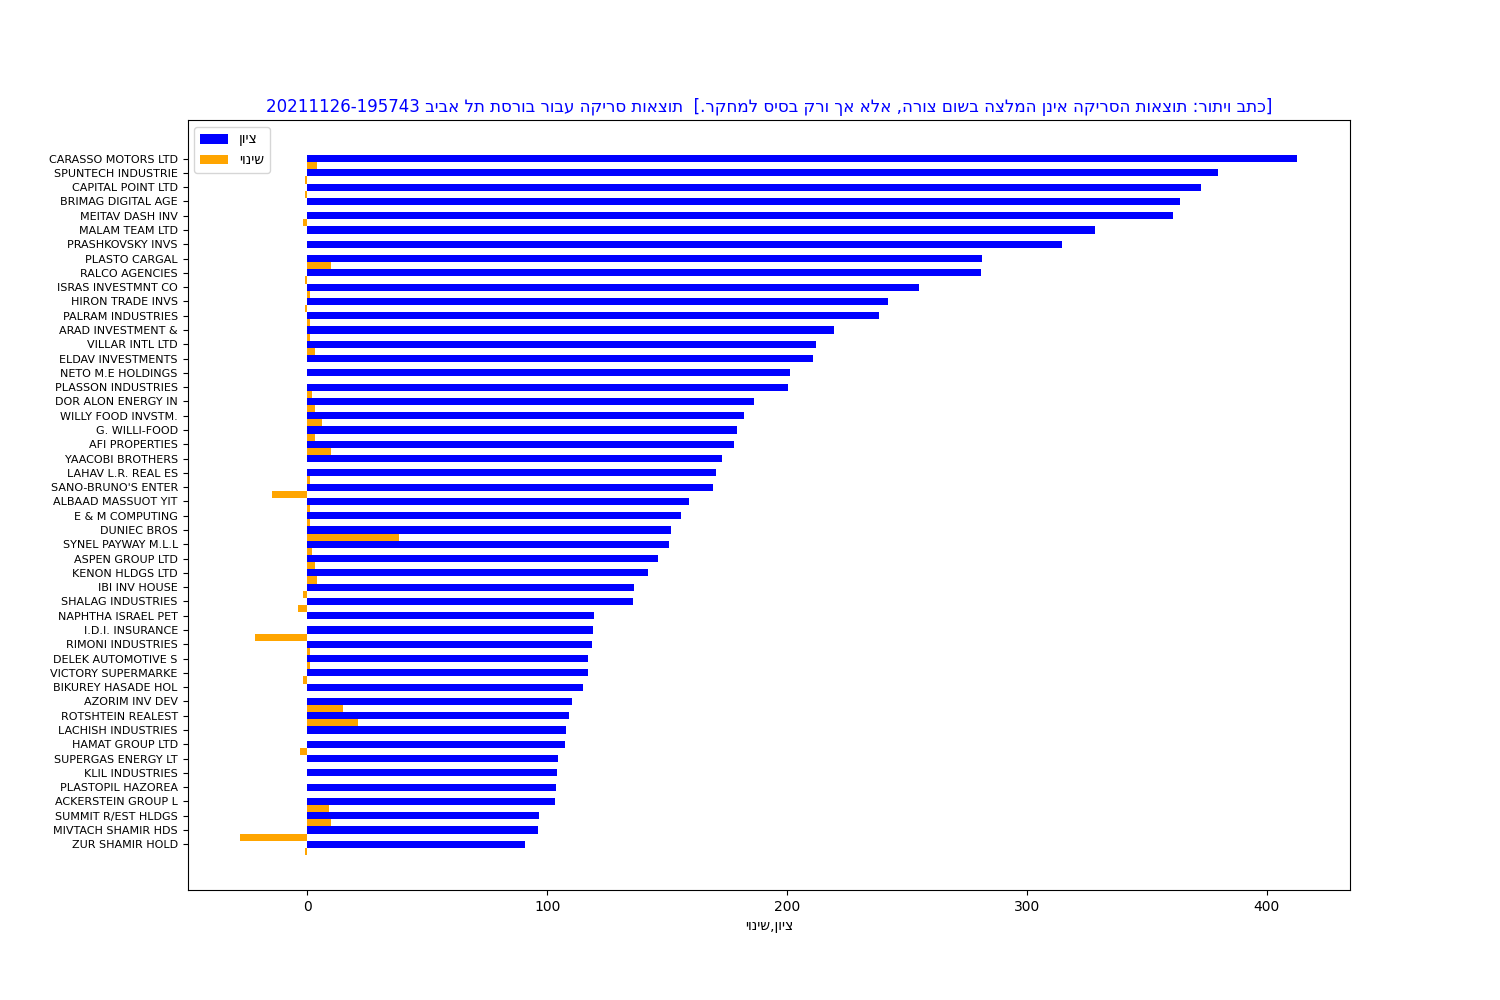 [כתב ויתור: תוצאות הסריקה אינן המלצה בשום צורה, אלא אך ורק בסיס למחקר.] תוצאות סריקה עבור בורסת תל אביב 20211126-195743
ציון
שינוי
CARASSO MOTORS LTD
SPUNTECH INDUSTRIE
CAPITAL POINT LTD
BRIMAG DIGITAL AGE
MEITAV DASH INV
MALAM TEAM LTD
PRASHKOVSKY INVS
PLASTO CARGAL
RALCO AGENCIES
ISRAS INVESTMNT CO
HIRON TRADE INVS
PALRAM INDUSTRIES
ARAD INVESTMENT &
VILLAR INTL LTD
ELDAV INVESTMENTS
NETO M.E HOLDINGS
PLASSON INDUSTRIES
DOR ALON ENERGY IN
WILLY FOOD INVSTM.
G. WILLI-FOOD
AFI PROPERTIES
YAACOBI BROTHERS
LAHAV L.R. REAL ES
SANO-BRUNO'S ENTER
ALBAAD MASSUOT YIT
E & M COMPUTING
DUNIEC BROS
SYNEL PAYWAY M.L.L
ASPEN GROUP LTD
KENON HLDGS LTD
IBI INV HOUSE
SHALAG INDUSTRIES
NAPHTHA ISRAEL PET
I.D.I. INSURANCE
RIMONI INDUSTRIES
DELEK AUTOMOTIVE S
VICTORY SUPERMARKE
BIKUREY HASADE HOL
AZORIM INV DEV
ROTSHTEIN REALEST
LACHISH INDUSTRIES
HAMAT GROUP LTD
SUPERGAS ENERGY LT
KLIL INDUSTRIES
PLASTOPIL HAZOREA
ACKERSTEIN GROUP L
SUMMIT R/EST HLDGS
MIVTACH SHAMIR HDS
ZUR SHAMIR HOLD
0 100 200 300 400
ציון,שינוי